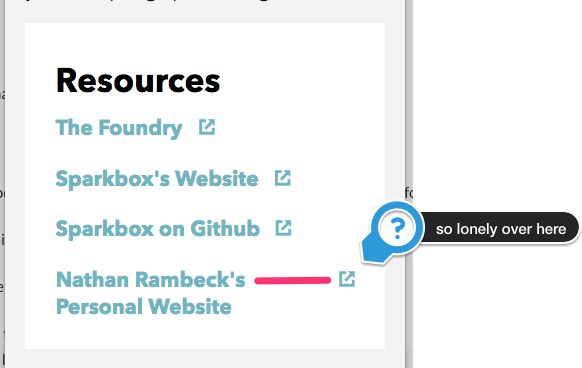 Resources
The Foundry
Sparkbox's Website
Sparkbox on Github
?
so lonely over here
Nathan Rambeck's
Personal Website